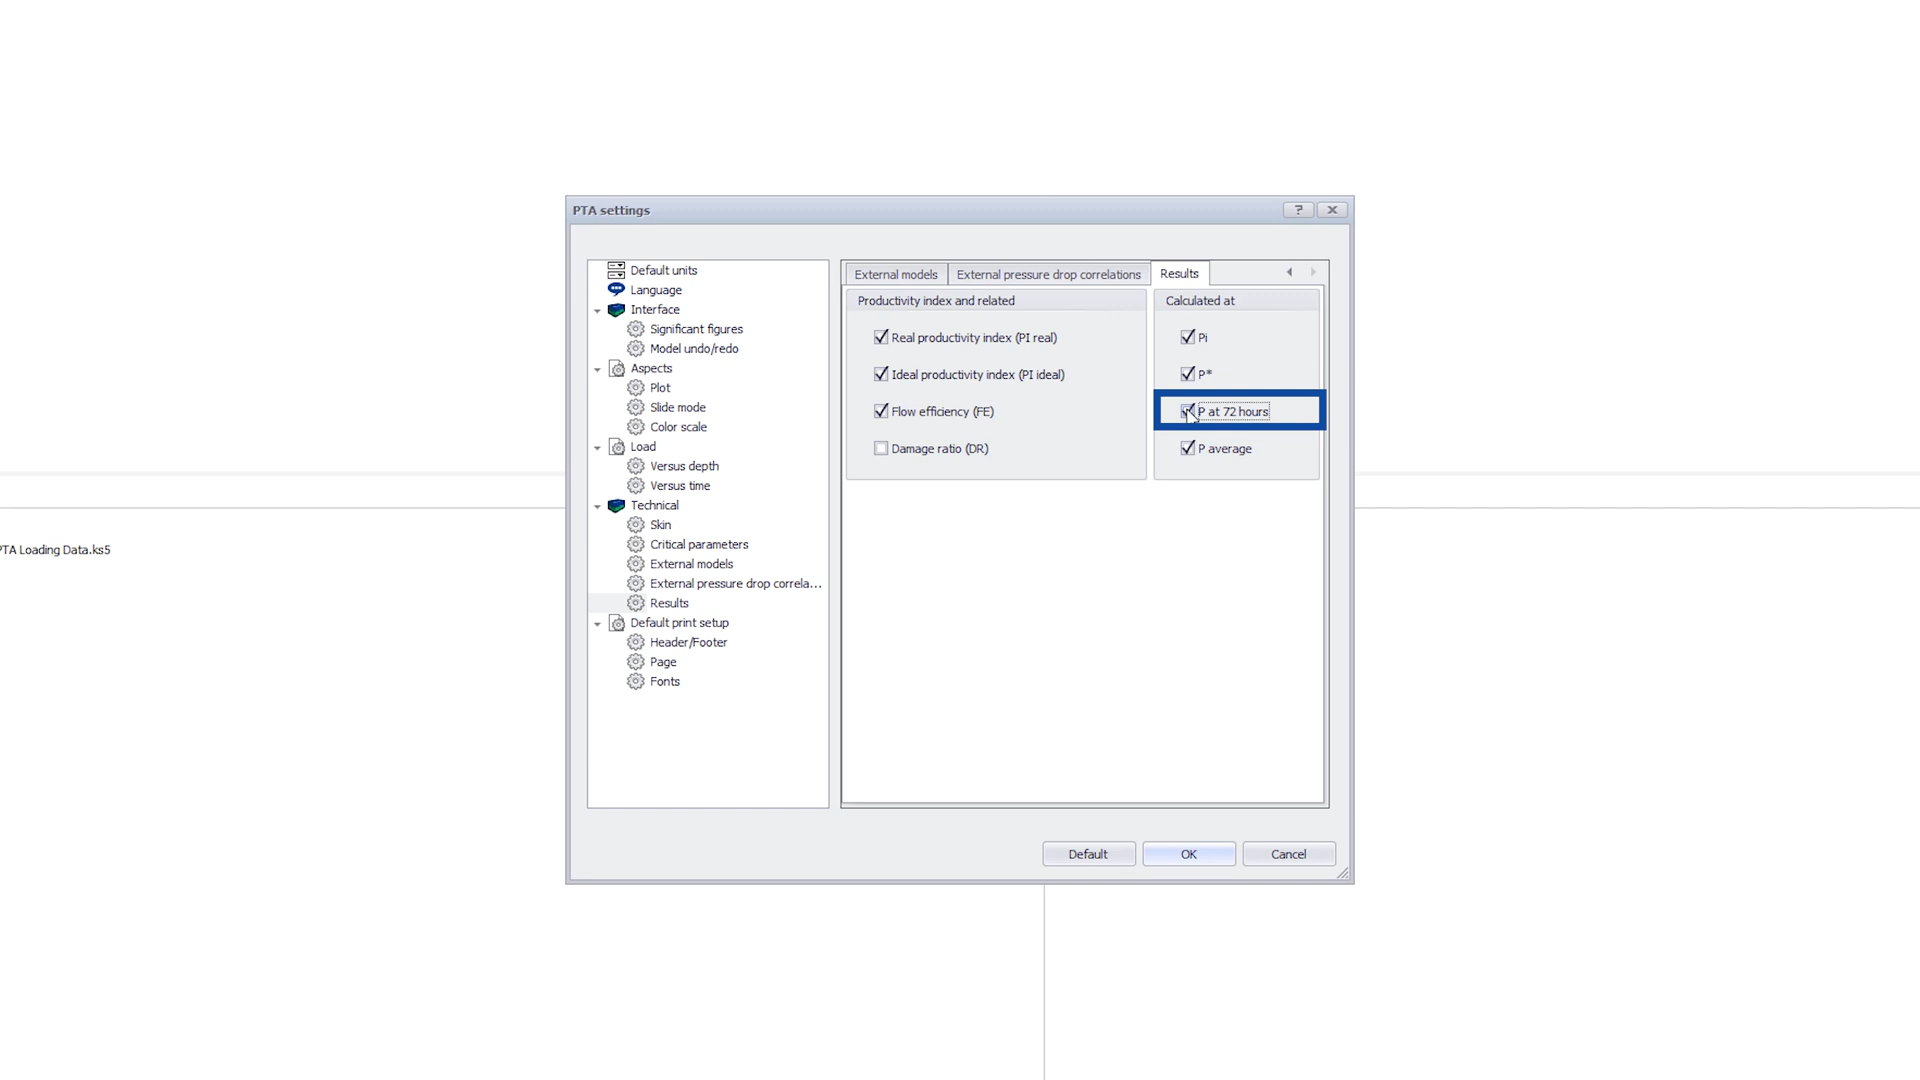 PTA settings
?
Default units
Language
Interface
Significant figures
Model undo/redo
Aspects
Plot
Slide mode
Color scale
Load
Versus depth
Versus time
Technical
Skin
Critical parameters
External models
External pressure drop correla...
Results
Default print setup
Header/Footer
Page
Fonts
External models
External pressure drop correlations
Results
Productivity index and related
Real productivity index (PI real)
Ideal productivity index (PI ideal)
Flow efficiency (FE)
Damage ratio (DR)
Calculated at
Pi
P*
P at 72 hours
P average
Default
OK
Cancel
PTA Loading Data.ks5